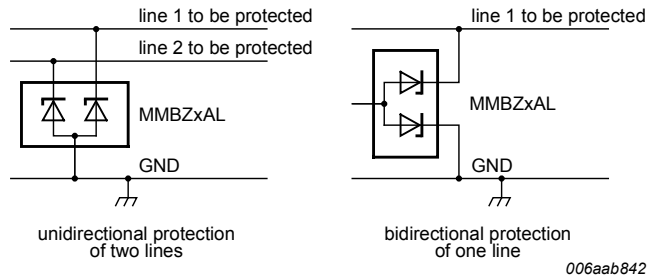 line 1 to be protected
line 2 to be protected
MMBZxAL
GND
unidirectional protection
of two lines
line 1 to be protected
MMBZxAL
GND
bidirectional protection
of one line
006aab842